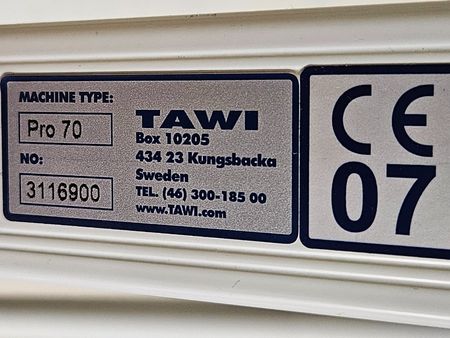 MACHINE TYPE:
Pro 70
NO:
3116900
TAWI
Box 10205
434 23 Kungsbacka
Sweden
TEL. (46) 300-185 00
www.TAWI.com
CE
07